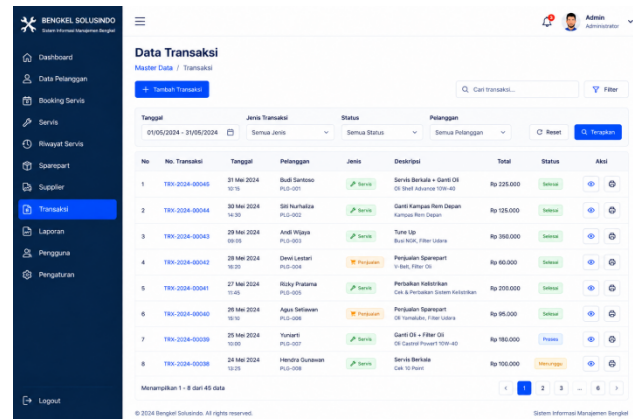 BENGKEL SOLUSINDO
Sistem Informasi Manajemen Bengkel
Admin
Administrator
Dashboard
Data Pelanggan
Booking Servis
Servis
Riwayat Servis
Sparepart
Supplier
Transaksi
Laporan
Pengguna
Pengaturan
Logout
Data Transaksi
Master Data / Transaksi
+ Tambah Transaksi
Cari transaksi...
Filter
Tanggal Jenis Transaksi Status Pelanggan
01/05/2024 - 31/05/2024 Semua Jenis Semua Status Semua Pelanggan Reset Terapkan
No No. Transaksi Tanggal Pelanggan Jenis Deskripsi Total Status Aksi
1 TRX-2024-00045 31 Mei 2024 Budi Santoso Servis Servis Berkala + Ganti Oli Rp 225.000 Selesai
10:15 PLG-001 Oli Shell Advance 10W-40
2 TRX-2024-00044 30 Mei 2024 Siti Nurhaliza Servis Ganti Kampas Rem Depan Rp 125.000 Selesai
14:30 PLG-002 Kampas Rem Depan
3 TRX-2024-00043 29 Mei 2024 Andi Wijaya Servis Tune Up Rp 350.000 Selesai
09:05 PLG-003 Busi NGK, Filter Udara
4 TRX-2024-00042 28 Mei 2024 Dewi Lestari Penjualan Penjualan Sparepart Rp 60.000 Selesai
16:20 PLG-004 V-Belt, Filter Oli
5 TRX-2024-00041 27 Mei 2024 Rizky Pratama Servis Perbaikan Kelistrikan Rp 200.000 Selesai
11:45 PLG-005 Cek & Perbaikan Sistem Kelistrikan
6 TRX-2024-00040 26 Mei 2024 Agus Setiawan Penjualan Penjualan Sparepart Rp 95.000 Selesai
15:10 PLG-006 Oli Yamalube, Filter Udara
7 TRX-2024-00039 25 Mei 2024 Yuniarti Servis Ganti Oli + Filter Oli Rp 180.000 Proses
10:00 PLG-007 Oli Castrol Power1 10W-40
8 TRX-2024-00038 24 Mei 2024 Hendra Gunawan Servis Servis Berkala Rp 100.000 Menunggu
13:25 PLG-008 Cek 10 Point
Menampilkan 1 - 8 dari 45 data
< 1 2 3 ... 6 >
© 2024 Bengkel Solusindo. All rights reserved.
Sistem Informasi Manajemen Bengkel